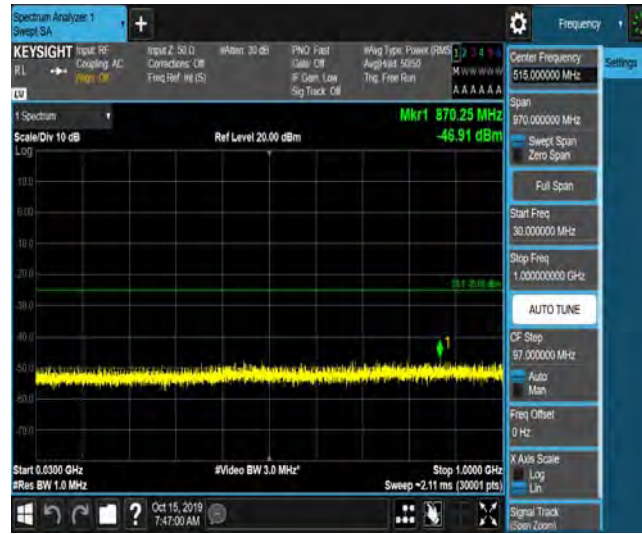 Spectrum Analyzer 1
Swept SA
+
Frequency
KEYSIGHT Input: RF
Coupling: AC
Align: Off
RL
LV
Input Z: 50 Ω
Corrections: Off
Freq Ref: Int (S)
#Atten: 30 dB
PNO: Fast
Gate: Off
IF Gain: Low
Sig Track: Off
#Avg Type: Power (RMS
Avg|Hold: 50/50
Trig: Free Run
1 2 3 4 5 6
M W W W W W
A A A A A A
1 Spectrum
Scale/Div 10 dB
Log
Ref Level 20.00 dBm
Mkr1 870.25 MHz
-46.91 dBm
10.0
0.00
-10.0
-20.0
-30.0
-40.0
-50.0
-60.0
-70.0
1
Start 0.0300 GHz
#Res BW 1.0 MHz
#Video BW 3.0 MHz*
Stop 1.0000 GHz
Sweep ~2.11 ms (30001 pts)
Center Frequency
515.000000 MHz
Settings
Span
970.000000 MHz
Swept Span
Zero Span
Full Span
Start Freq
30.000000 MHz
Stop Freq
1.000000000 GHz
AUTO TUNE
CF Step
97.000000 MHz
Auto
Man
Freq Offset
0 Hz
X Axis Scale
Log
Lin
Signal Track
(Span Zoom)
?
Oct 15, 2019
7:47:00 AM